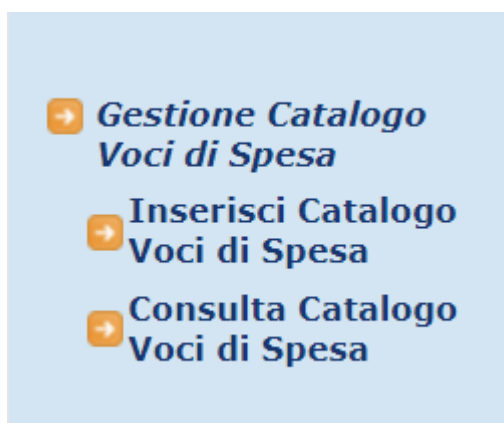 Gestione Catalogo
Voci di Spesa
Inserisci Catalogo
Voci di Spesa
Consulta Catalogo
Voci di Spesa